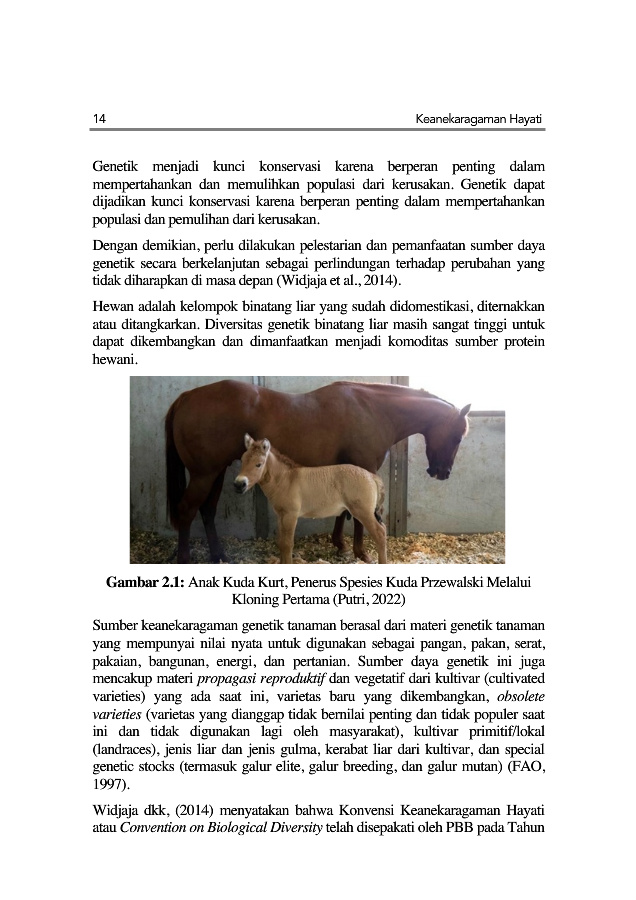 14 Keanekaragaman Hayati
Genetik menjadi kunci konservasi karena berperan penting dalam
mempertahankan dan memulihkan populasi dari kerusakan. Genetik dapat
dijadikan kunci konservasi karena berperan penting dalam mempertahankan
populasi dan pemulihan dari kerusakan.
Dengan demikian, perlu dilakukan pelestarian dan pemanfaatan sumber daya
genetik secara berkelanjutan sebagai perlindungan terhadap perubahan yang
tidak diharapkan di masa depan (Widjaja et al., 2014).
Hewan adalah kelompok binatang liar yang sudah didomestikasi, diternakkan
atau ditangkarkan. Diversitas genetik binatang liar masih sangat tinggi untuk
dapat dikembangkan dan dimanfaatkan menjadi komoditas sumber protein
hewani.
Gambar 2.1: Anak Kuda Kurt, Penerus Spesies Kuda Przewalski Melalui
Kloning Pertama (Putri, 2022)
Sumber keanekaragaman genetik tanaman berasal dari materi genetik tanaman
yang mempunyai nilai nyata untuk digunakan sebagai pangan, pakan, serat,
pakaian, bangunan, energi, dan pertanian. Sumber daya genetik ini juga
mencakup materi propagasi reproduktif dan vegetatif dari kultivar (cultivated
varieties) yang ada saat ini, varietas baru yang dikembangkan, obsolete
varieties (varietas yang dianggap tidak bernilai penting dan tidak populer saat
ini dan tidak digunakan lagi oleh masyarakat), kultivar primitif/lokal
(landraces), jenis liar dan jenis gulma, kerabat liar dari kultivar, dan special
genetic stocks (termasuk galur elite, galur breeding, dan galur mutan) (FAO,
1997).
Widjaja dkk, (2014) menyatakan bahwa Konvensi Keanekaragaman Hayati
atau Convention on Biological Diversity telah disepakati oleh PBB pada Tahun